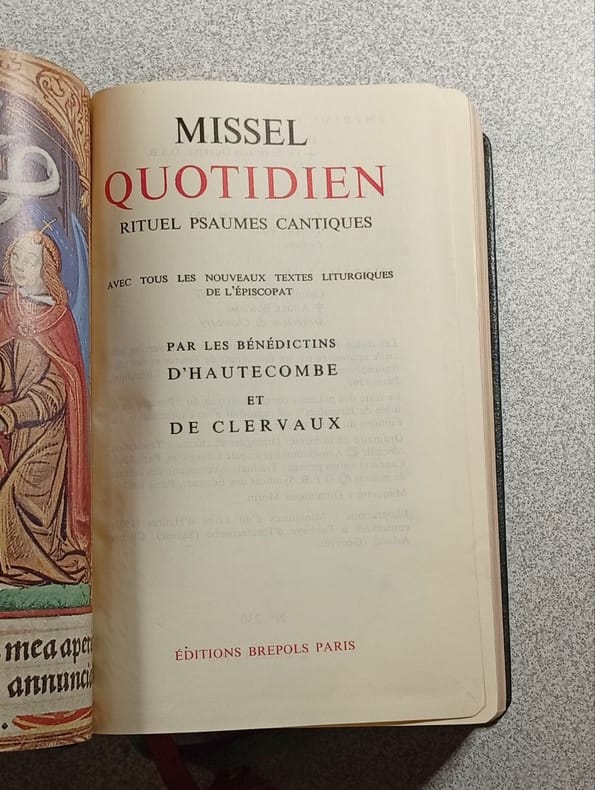 mea aper
annunci
MISSEL
QUOTIDIEN
RITUEL PSAUMES CANTIQUES
AVEC TOUS LES NOUVEAUX TEXTES LITURGIQUES
DE L'ÉPISCOPAT
PAR LES BÉNÉDICTINS
D'HAUTECOMBE
ET
DE CLERVAUX
ÉDITIONS BREPOLS PARIS